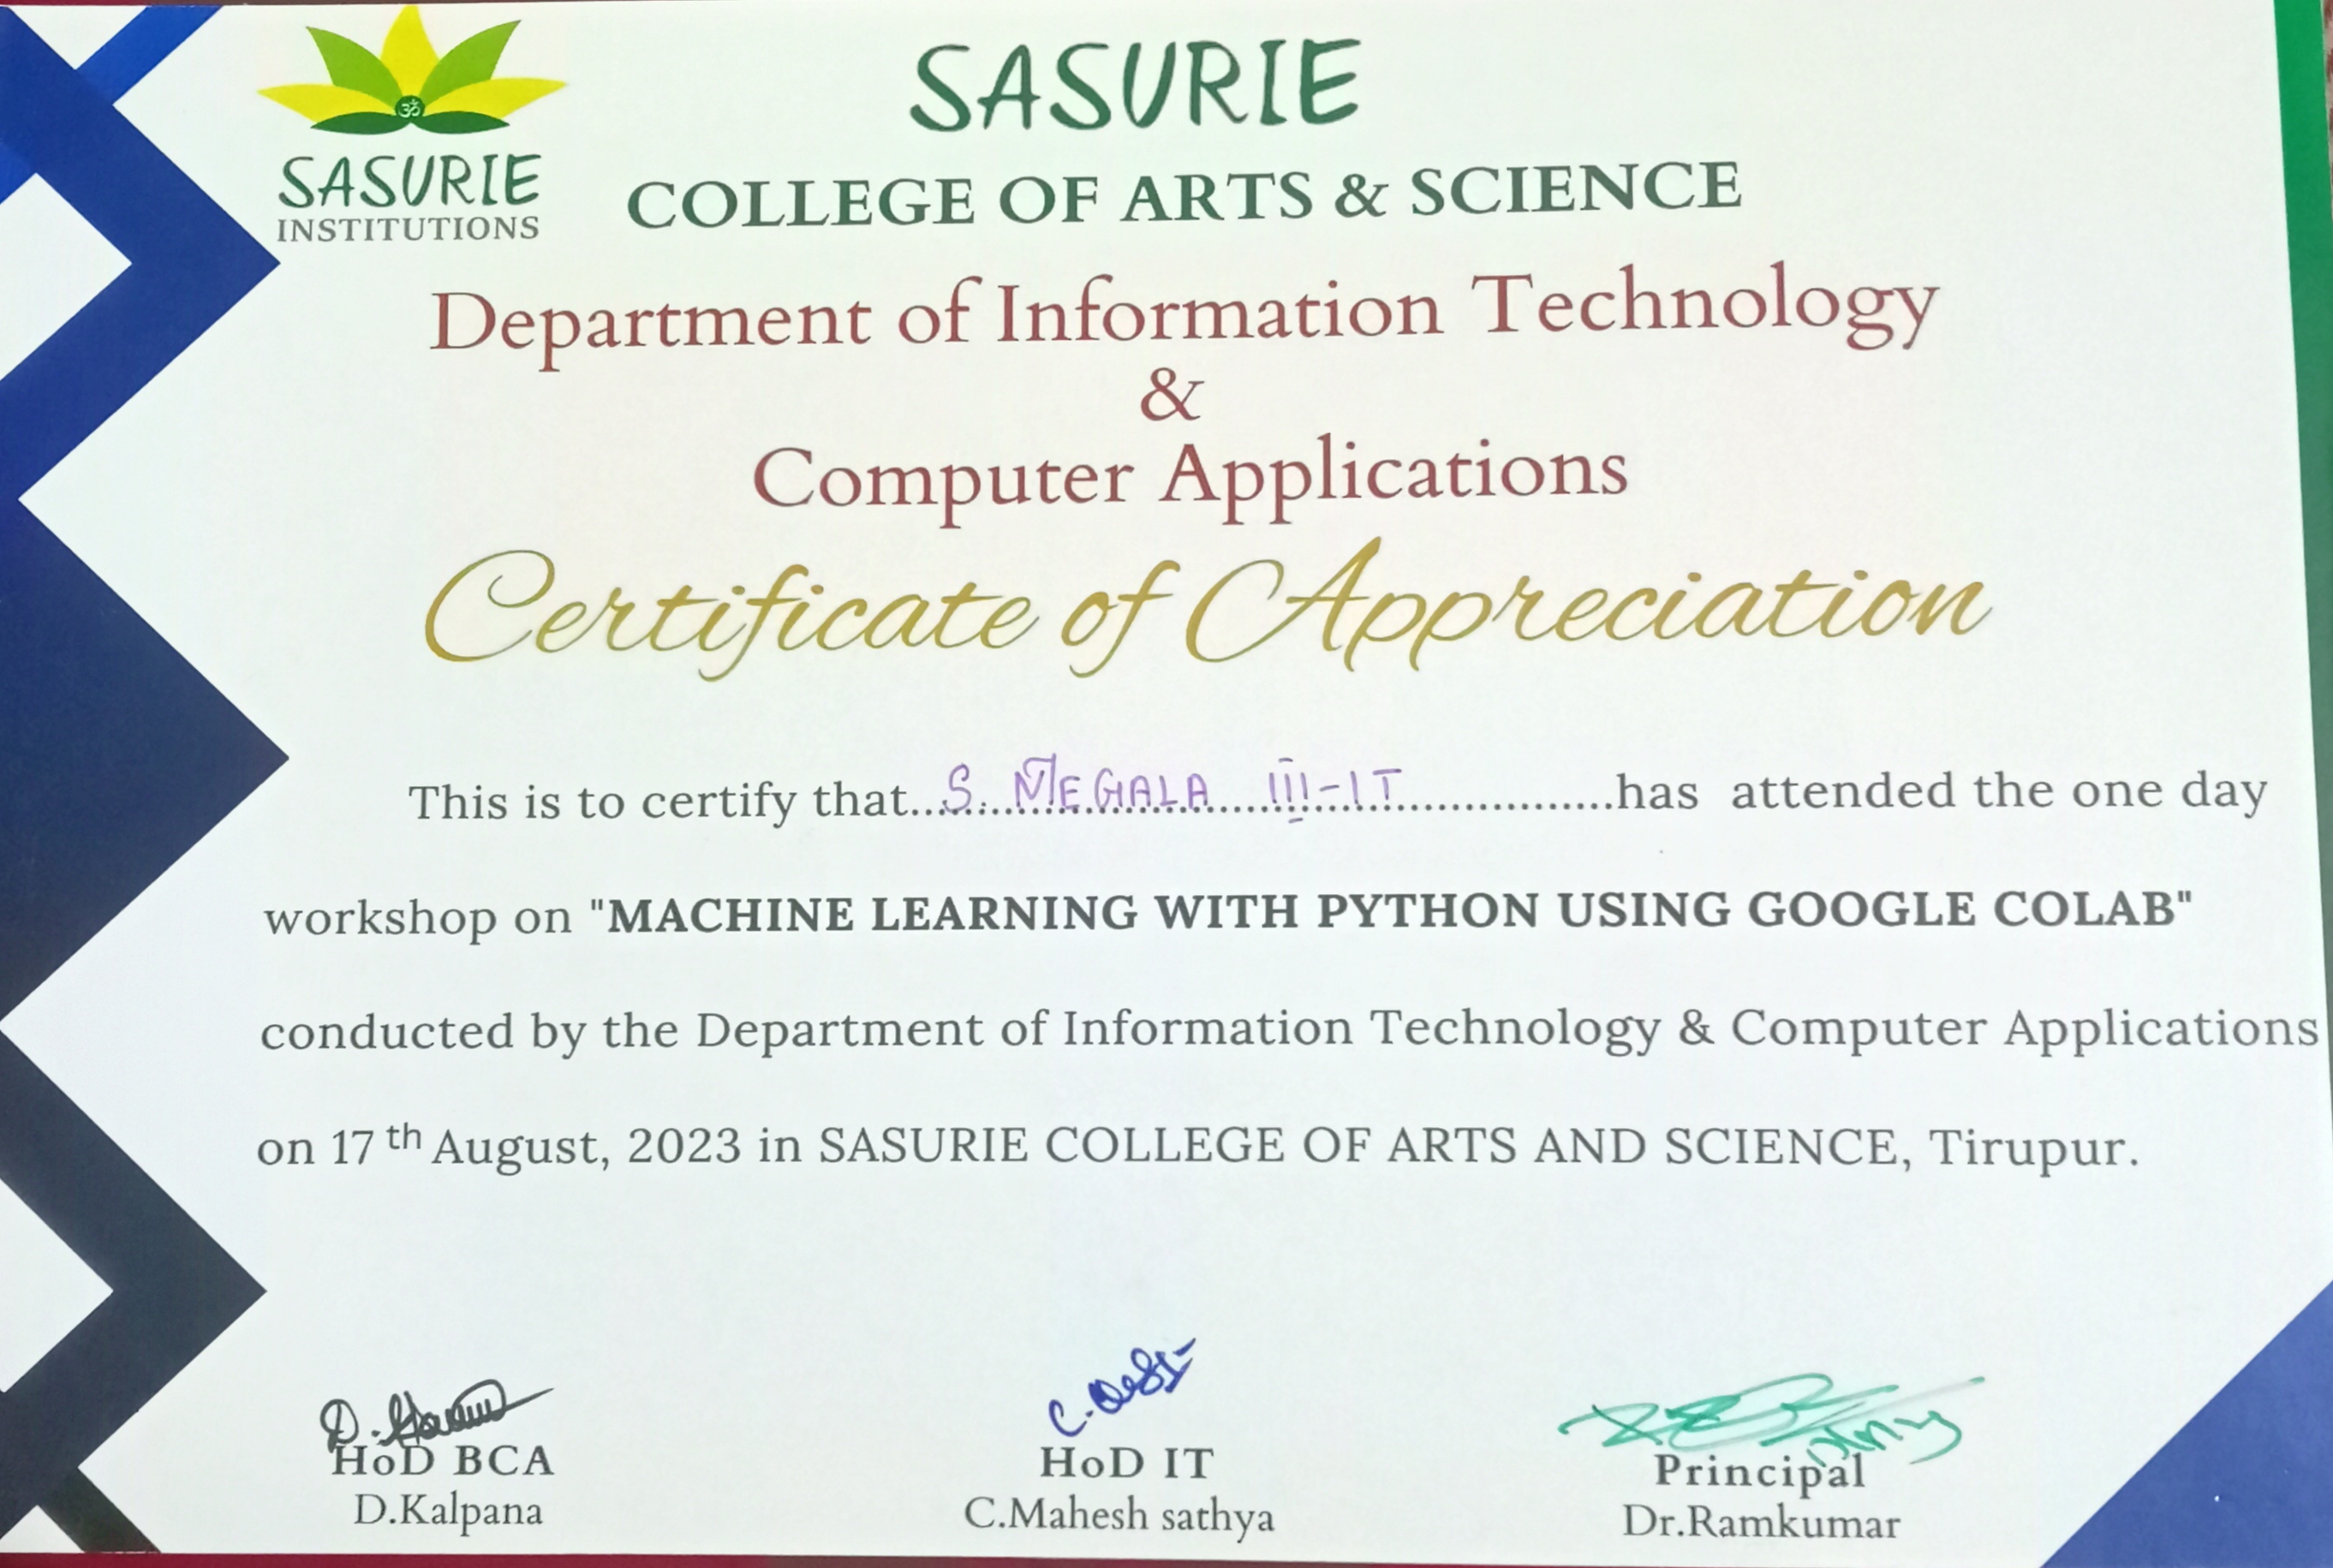 SASURIE
INSTITUTIONS
SASURIE
COLLEGE OF ARTS & SCIENCE
Department of Information Technology
&
Computer Applications
Certificate of Appreciation
This is to certify that...S. MEGALA III-IT...has attended the one day
workshop on "MACHINE LEARNING WITH PYTHON USING GOOGLE COLAB"
conducted by the Department of Information Technology & Computer Applications
on 17th August, 2023 in SASURIE COLLEGE OF ARTS AND SCIENCE, Tirupur.
HoD BCA
D.Kalpana
HoD IT
C.Mahesh sathya
Principal
Dr.Ramkumar